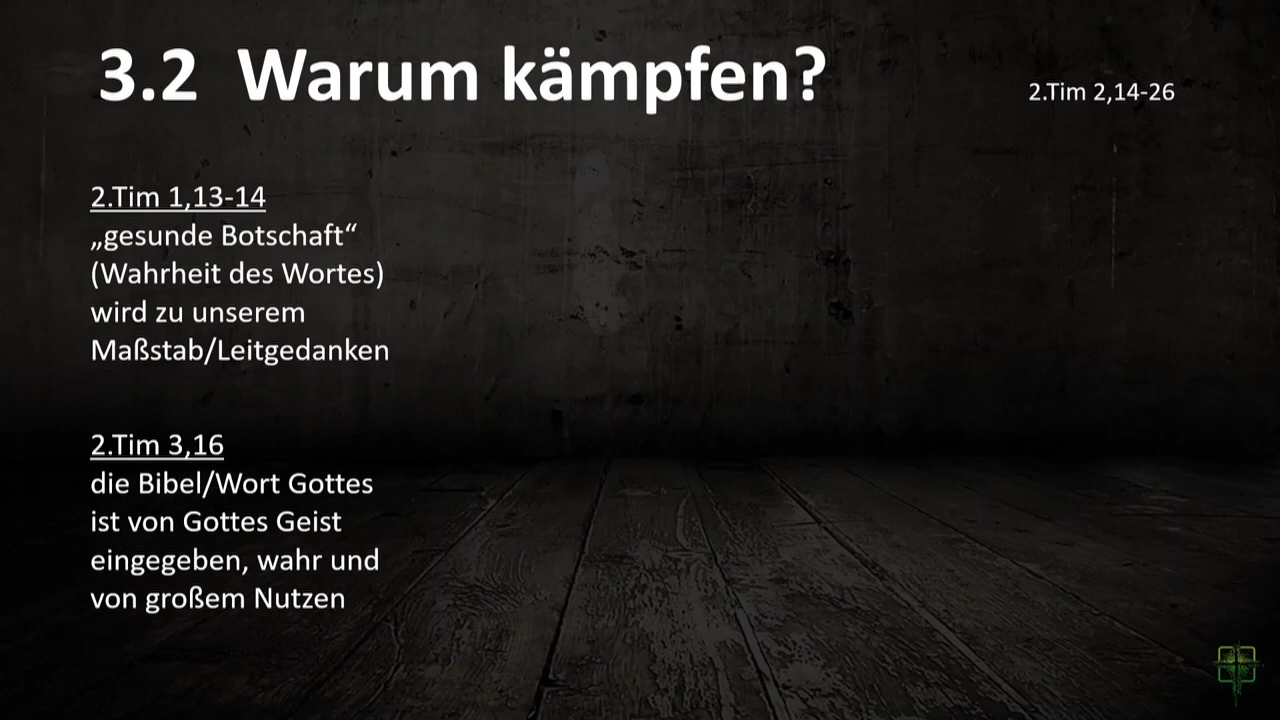 3.2 Warum kämpfen?
2.Tim 2,14-26
2.Tim 1,13-14
„gesunde Botschaft“
(Wahrheit des Wortes)
wird zu unserem
Maßstab/Leitgedanken
2.Tim 3,16
die Bibel/Wort Gottes
ist von Gottes Geist
eingegeben, wahr und
von großem Nutzen